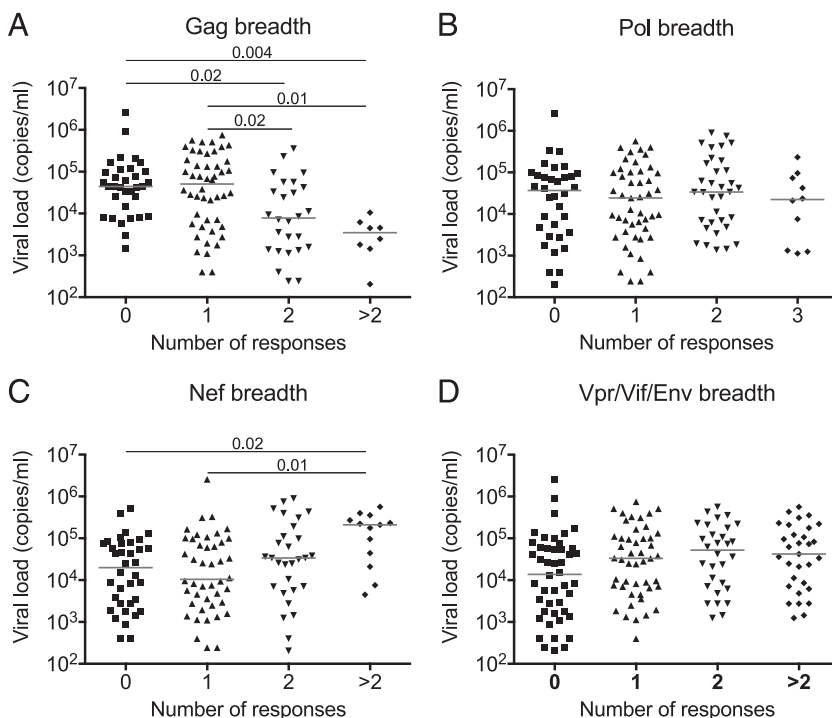 A
Gag breadth
0.004
0.02
0.01
0.02
10⁷
10⁶
10⁵
10⁴
10³
10²
Viral load (copies/ml)
0 1 2 >2
Number of responses
B
Pol breadth
10⁷
10⁶
10⁵
10⁴
10³
10²
Viral load (copies/ml)
0 1 2 3
Number of responses
C
Nef breadth
0.02
0.01
10⁷
10⁶
10⁵
10⁴
10³
10²
Viral load (copies/ml)
0 1 2 >2
Number of responses
D
Vpr/Vif/Env breadth
10⁷
10⁶
10⁵
10⁴
10³
10²
Viral load (copies/ml)
0 1 2 >2
Number of responses